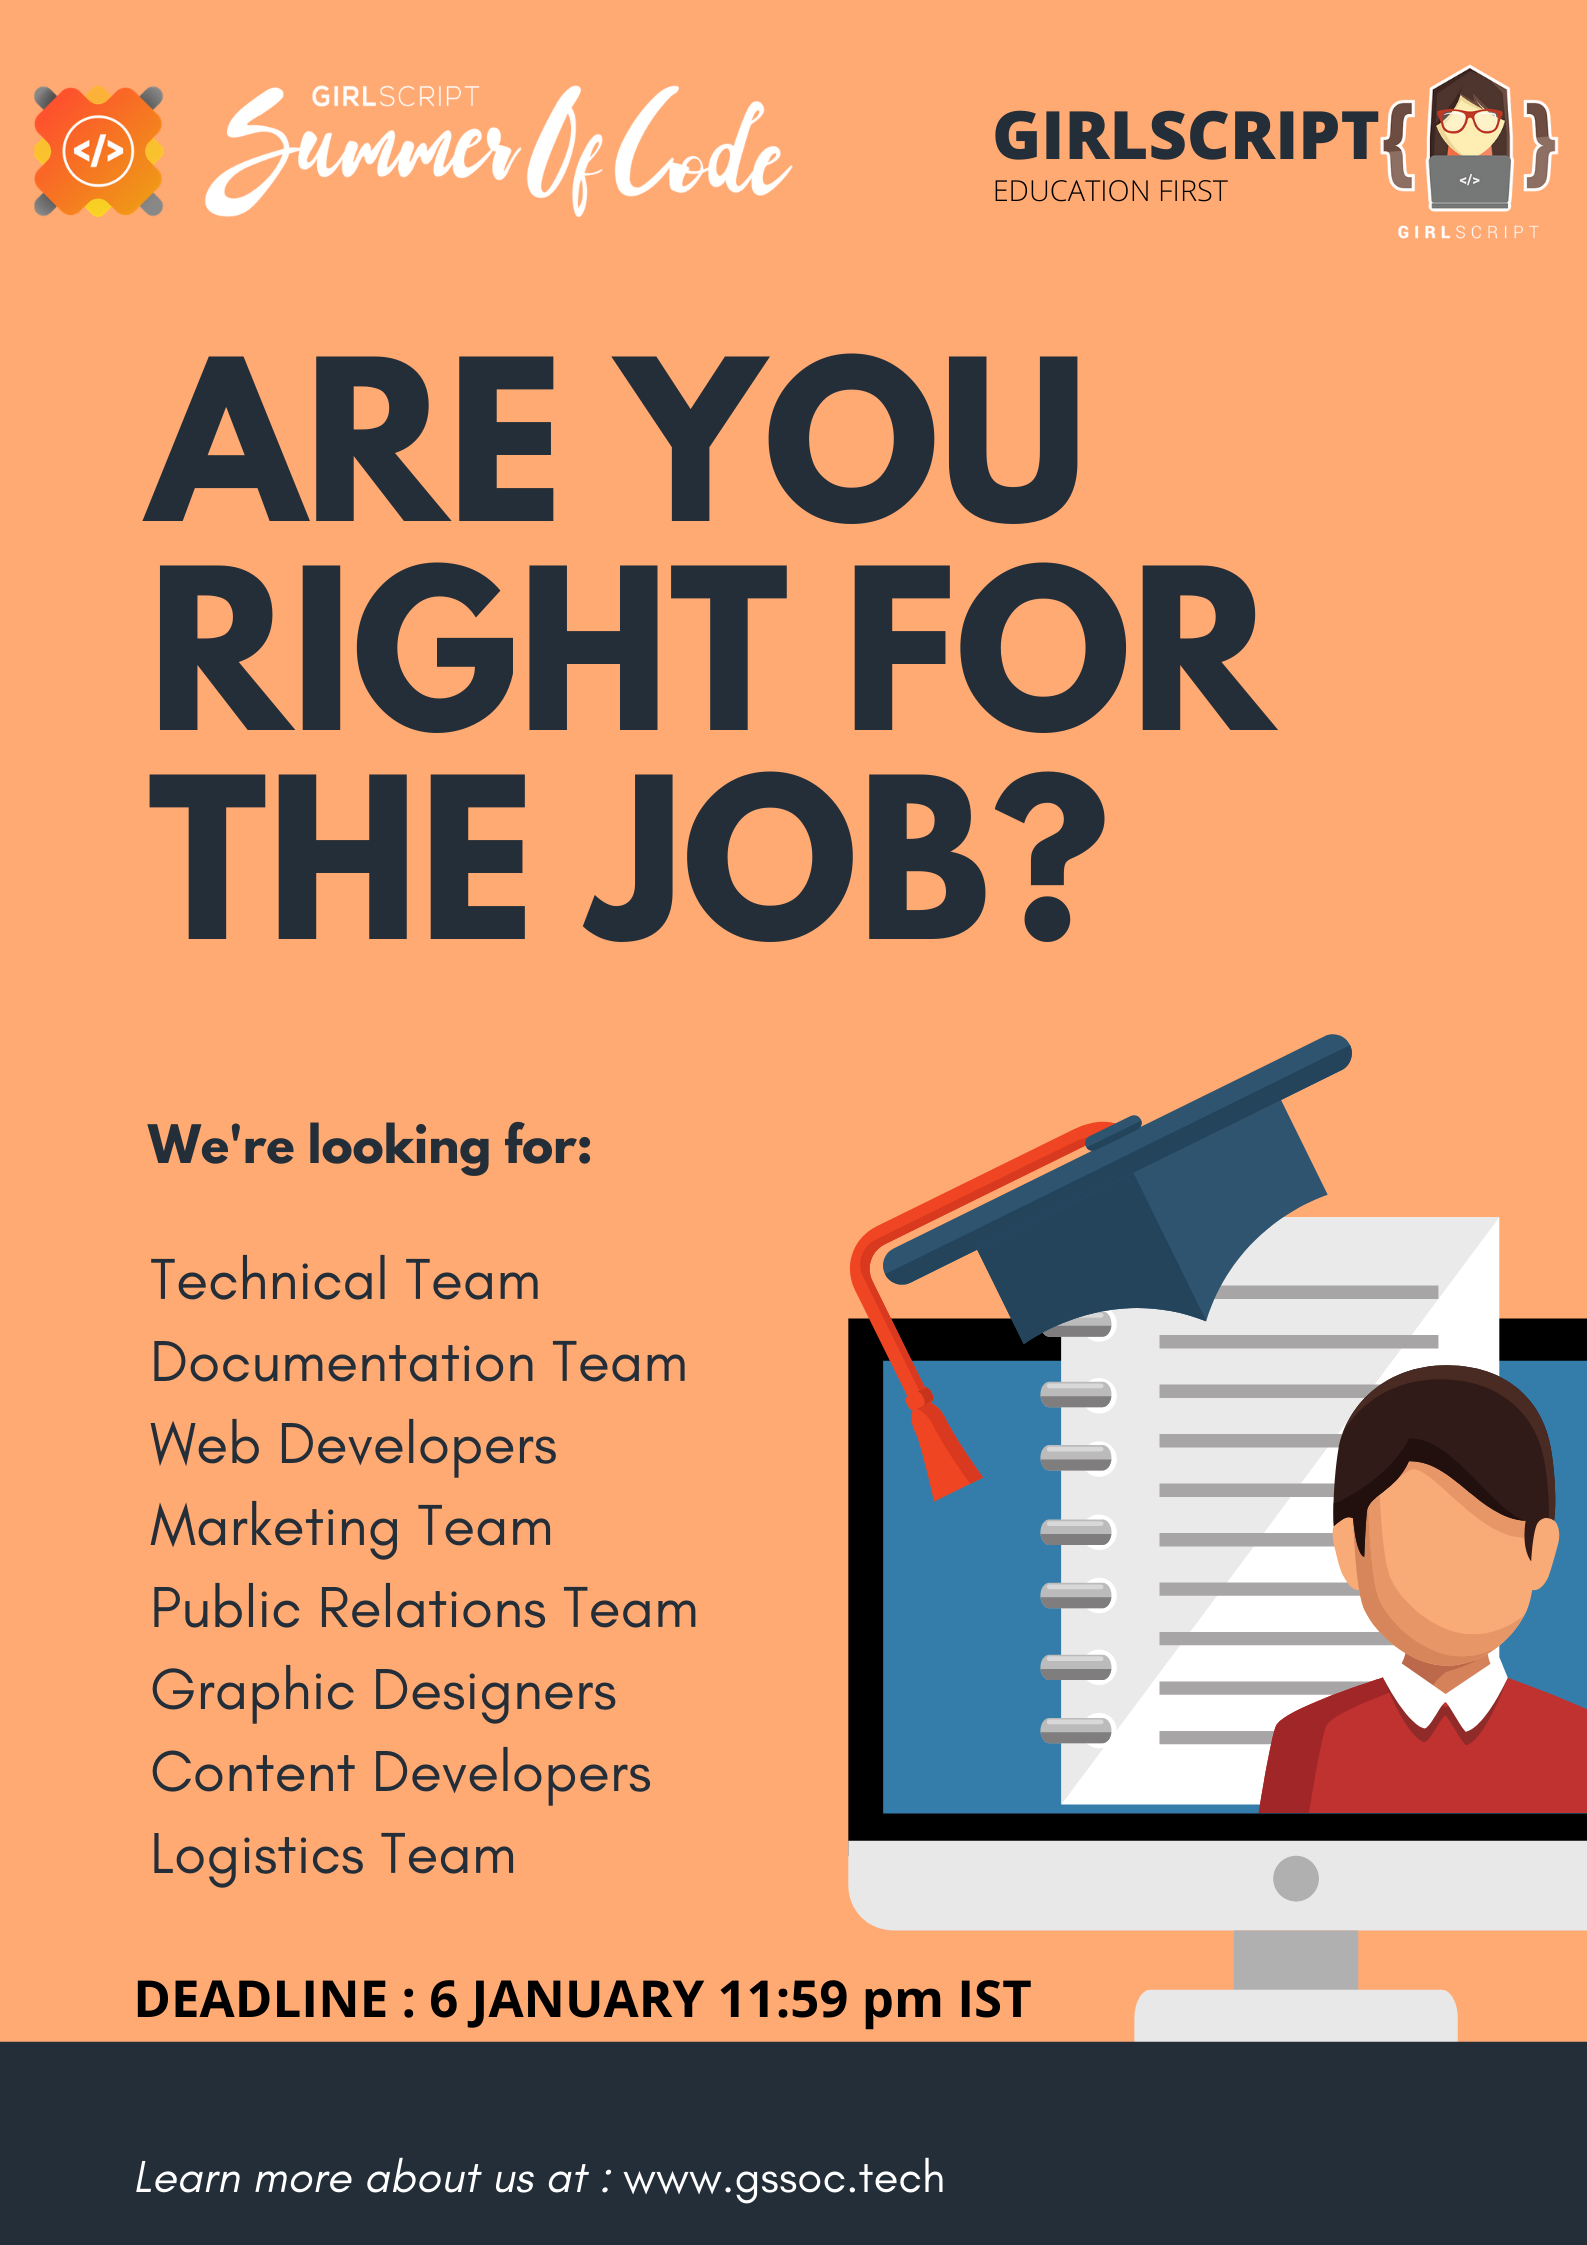 </>
GIRLSCRIPT
Summer Of Code
GIRLSCRIPT
EDUCATION FIRST
{ </> }
GIRLSCRIPT
ARE YOU
RIGHT FOR
THE JOB?
We're looking for:
Technical Team
Documentation Team
Web Developers
Marketing Team
Public Relations Team
Graphic Designers
Content Developers
Logistics Team
DEADLINE : 6 JANUARY 11:59 pm IST
Learn more about us at : www.gssoc.tech